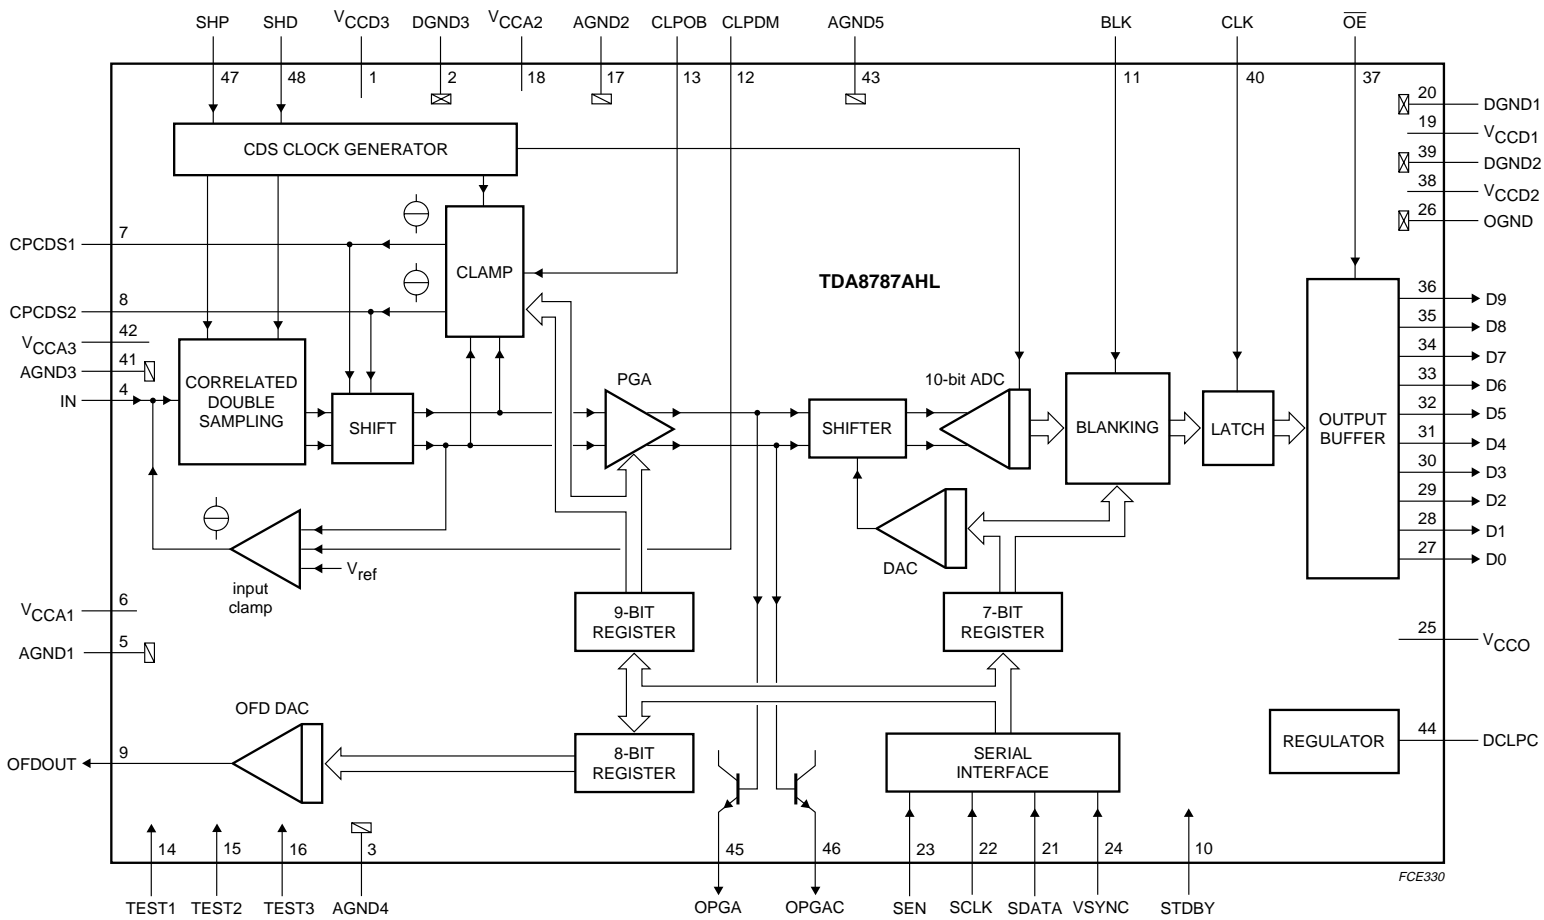 SHP SHD VCCD3 DGND3 VCCA2 AGND2 CLPOB CLPDM AGND5 BLK CLK OE
47 48 1 2 18 17 13 12 43 11 40 37
20 DGND1
19 VCCD1
39 DGND2
38 VCCD2
26 OGND
CDS CLOCK GENERATOR
CPCDS1 7
CLAMP
TDA8787AHL
CPCDS2 8
VCCA3 42
AGND3 41
IN 4
CORRELATED
DOUBLE
SAMPLING
SHIFT
PGA
SHIFTER
10-bit ADC
BLANKING
LATCH
OUTPUT
BUFFER
36 D9
35 D8
34 D7
33 D6
32 D5
31 D4
30 D3
29 D2
28 D1
27 D0
Vref
input
clamp
DAC
VCCA1 6
AGND1 5
9-BIT
REGISTER
7-BIT
REGISTER
25 VCCO
OFD DAC
OFDOUT 9
8-BIT
REGISTER
SERIAL
INTERFACE
REGULATOR
44 DCLPC
14 15 16 3 45 46 23 22 21 24 10
TEST1 TEST2 TEST3 AGND4 OPGA OPGAC SEN SCLK SDATA VSYNC STDBY
FCE330